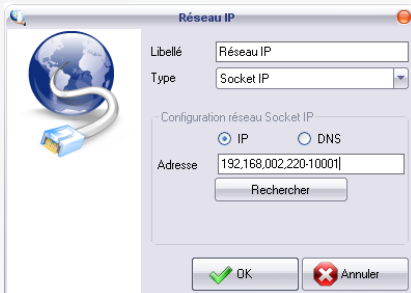 Réseau IP
Libellé Réseau IP
Type Socket IP
Configuration réseau Socket IP
IP DNS
Adresse 192,168,002,220-10001
Rechercher
OK Annuler